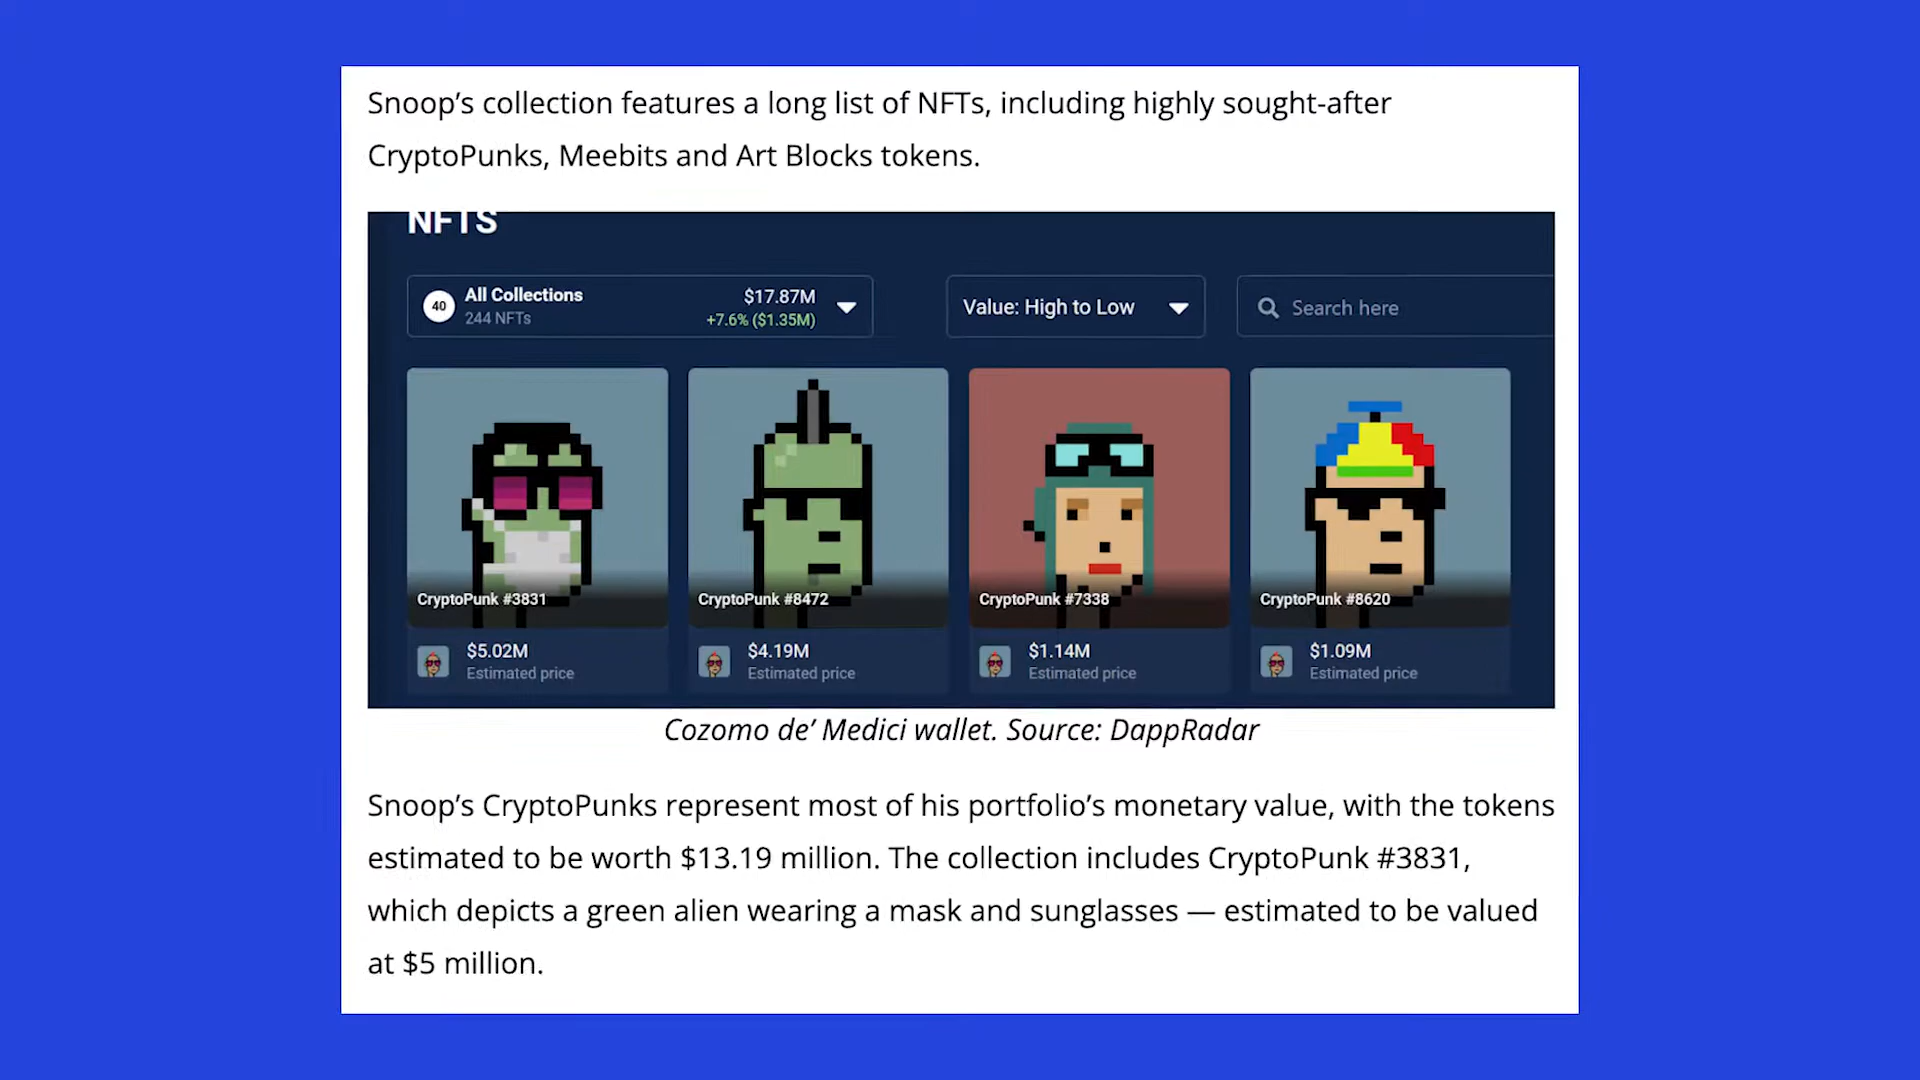 Snoop’s collection features a long list of NFTs, including highly sought-after
CryptoPunks, Meebits and Art Blocks tokens.
NFTS
40
All Collections
244 NFTs
$17.87M
+7.6% ($1.35M)
Value: High to Low
Search here
CryptoPunk #3831
CryptoPunk #8472
CryptoPunk #7338
CryptoPunk #8620
$5.02M
Estimated price
$4.19M
Estimated price
$1.14M
Estimated price
$1.09M
Estimated price
Cozomo de’ Medici wallet. Source: DappRadar
Snoop’s CryptoPunks represent most of his portfolio’s monetary value, with the tokens
estimated to be worth $13.19 million. The collection includes CryptoPunk #3831,
which depicts a green alien wearing a mask and sunglasses — estimated to be valued
at $5 million.